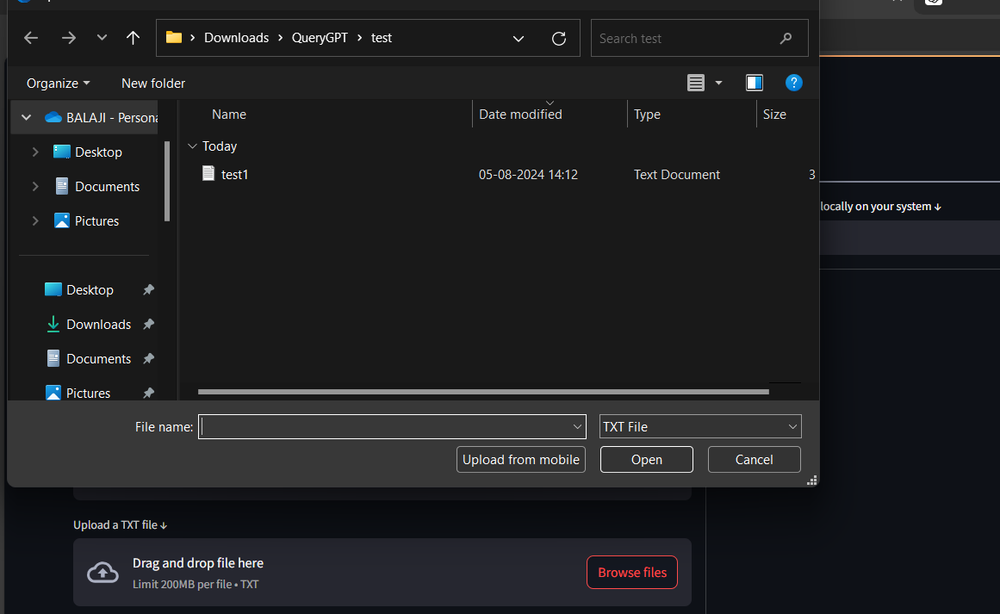 Downloads > QueryGPT > test
Search test
Organize
New folder
BALAJI - Persona
Desktop
Documents
Pictures
Desktop
Downloads
Documents
Pictures
Name Date modified Type Size
Today
test1 05-08-2024 14:12 Text Document 3
locally on your system ↓
File name:
TXT File
Upload from mobile
Open
Cancel
Upload a TXT file ↓
Drag and drop file here
Limit 200MB per file • TXT
Browse files